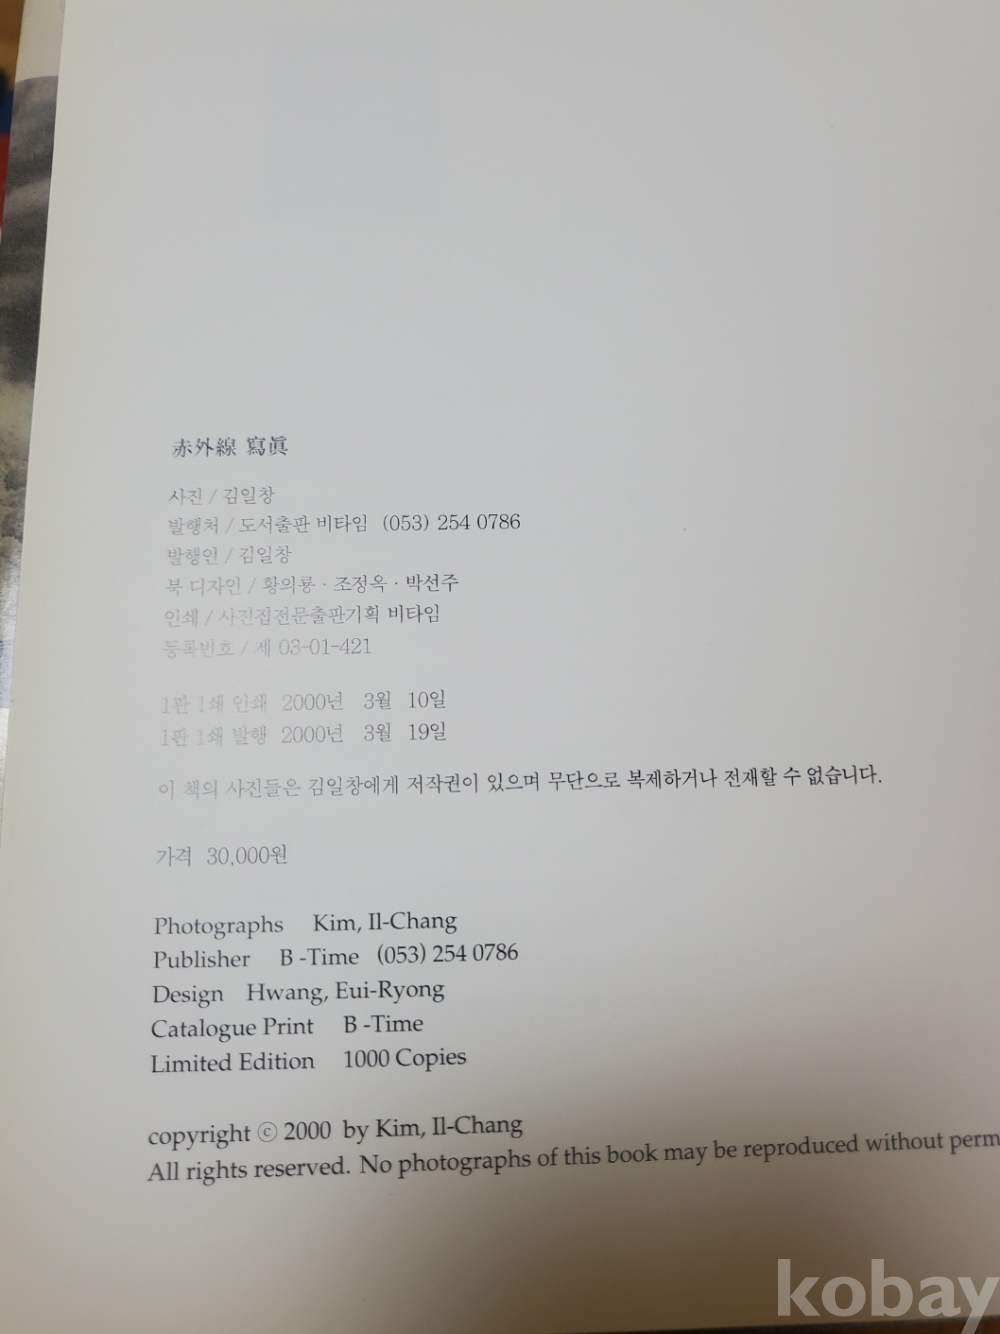 赤外線 寫眞
사진 / 김일창
발행처 / 도서출판 비타임 (053) 254 0786
발행인 / 김일창
북 디자인 / 황의룡 · 조정옥 · 박선주
인쇄 / 사진집전문출판기획 비타임
등록번호 / 제 03-01-421
1판 1쇄 인쇄 2000년 3월 10일
1판 1쇄 발행 2000년 3월 19일
이 책의 사진들은 김일창에게 저작권이 있으며 무단으로 복제하거나 전재할 수 없습니다.
가격 30,000원
Photographs Kim, Il-Chang
Publisher B -Time (053) 254 0786
Design Hwang, Eui-Ryong
Catalogue Print B -Time
Limited Edition 1000 Copies
copyright ⓒ 2000 by Kim, Il-Chang
All rights reserved. No photographs of this book may be reproduced without perm
kobay